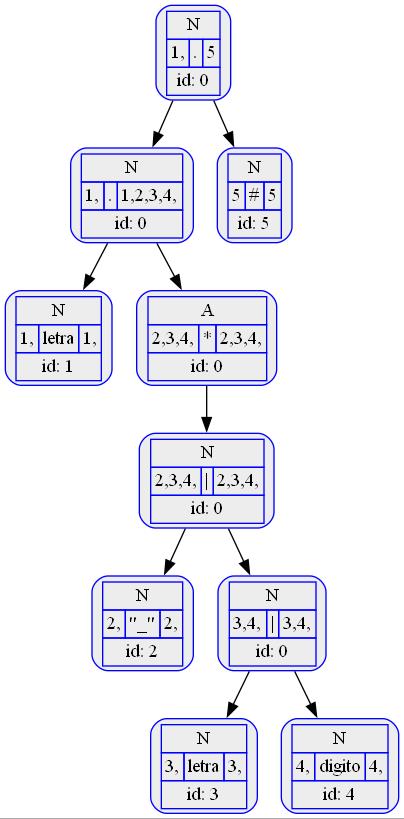 N
1, . 5
id: 0
N
1, . 1,2,3,4,
id: 0
N
5 # 5
id: 5
N
1, letra 1,
id: 1
A
2,3,4, * 2,3,4,
id: 0
N
2,3,4, | 2,3,4,
id: 0
N
2, "_" 2,
id: 2
N
3,4, | 3,4,
id: 0
N
3, letra 3,
id: 3
N
4, digito 4,
id: 4